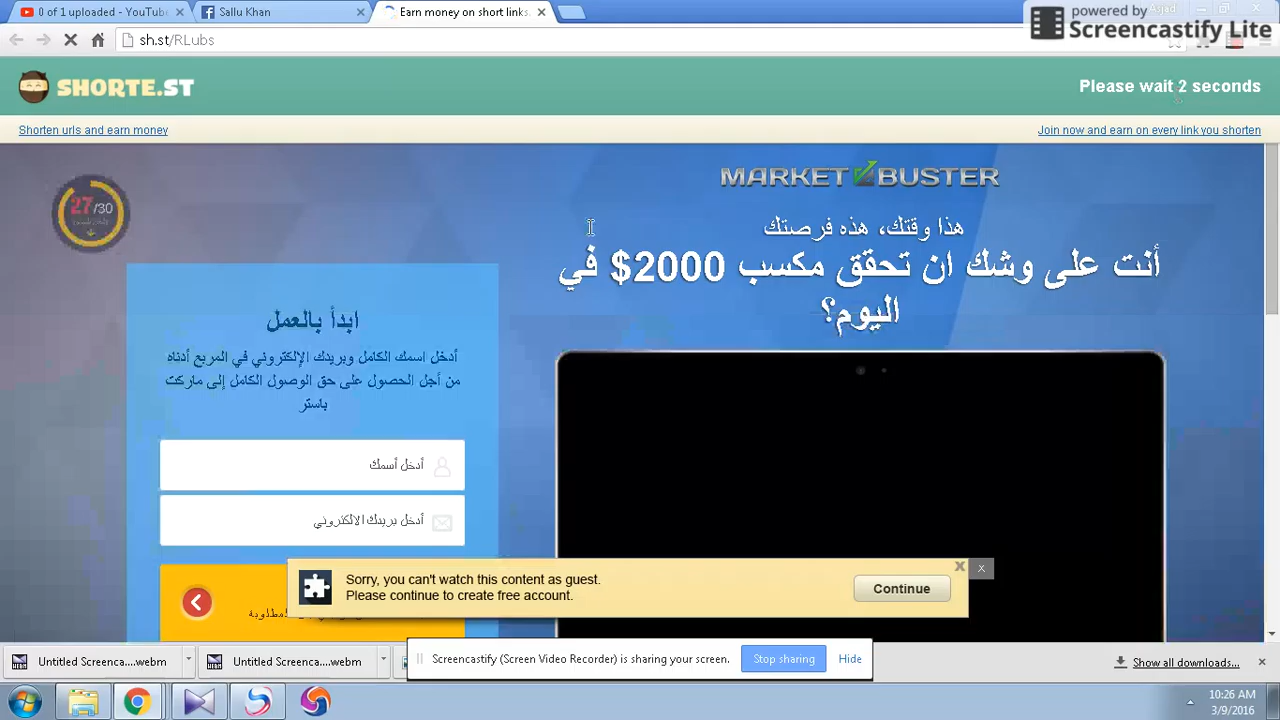 0 of 1 uploaded - YouTube
Sallu Khan
Earn money on short links
powered by
Screencastify Lite
sh.st/RLubs
SHORTE.ST
Please wait 2 seconds
Shorten urls and earn money
Join now and earn on every link you shorten
MARKET BUSTER
27/30
هذا وقتك، هذه فرصتك
أنت على وشك ان تحقق مكسب 2000$ في
اليوم؟
ابدأ بالعمل
أدخل اسمك الكامل وبريدك الإلكتروني في المربع أدناه
من أجل الحصول على حق الوصول الكامل إلى ماركت
باستر
أدخل أسمك
أدخل بريدك الالكتروني
Sorry, you can't watch this content as guest.
Please continue to create free account.
Continue
x
Untitled Screenca....webm
Untitled Screenca....webm
Screencastify (Screen Video Recorder) is sharing your screen.
Stop sharing
Hide
Show all downloads...
10:26 AM
3/9/2016